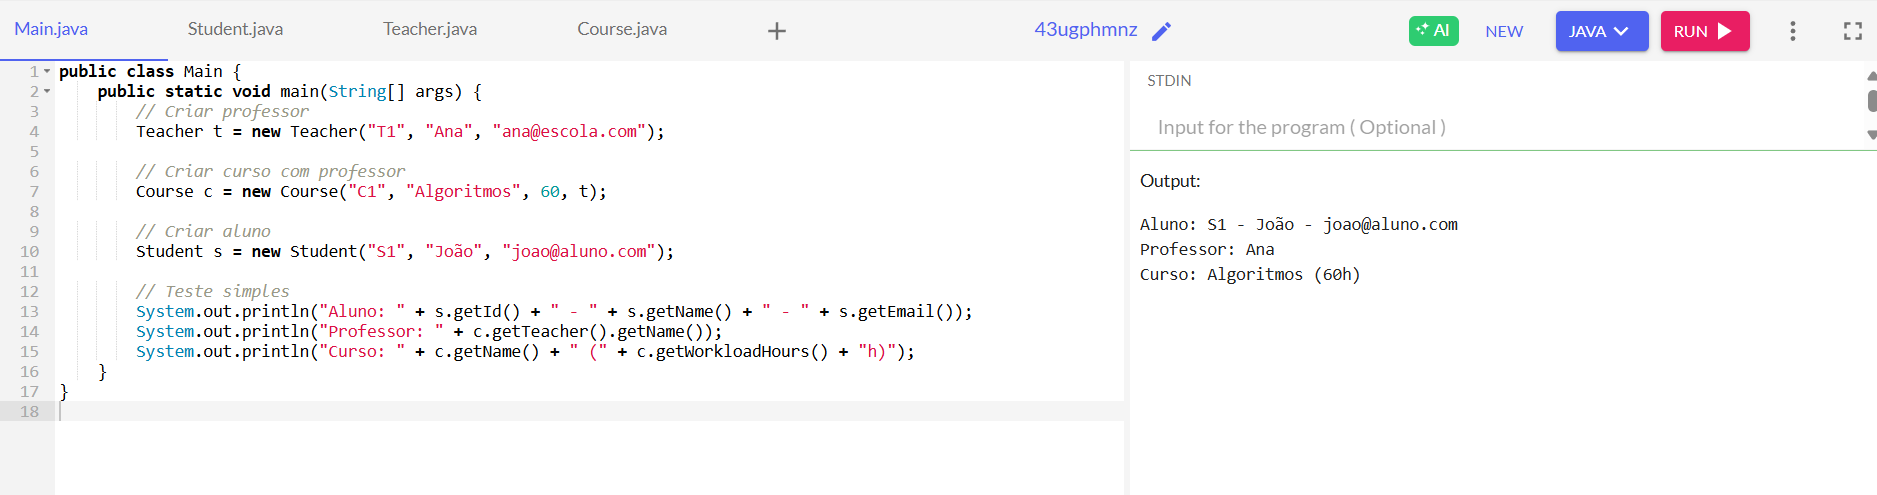 Main.java Student.java Teacher.java Course.java + 43ugphmnz AI NEW JAVA RUN
1 public class Main {
2     public static void main(String[] args) {
3         // Criar professor
4         Teacher t = new Teacher("T1", "Ana", "ana@escola.com");
5
6         // Criar curso com professor
7         Course c = new Course("C1", "Algoritmos", 60, t);
8
9         // Criar aluno
10         Student s = new Student("S1", "João", "joao@aluno.com");
11
12         // Teste simples
13         System.out.println("Aluno: " + s.getId() + " - " + s.getName() + " - " + s.getEmail());
14         System.out.println("Professor: " + c.getTeacher().getName());
15         System.out.println("Curso: " + c.getName() + " (" + c.getWorkloadHours() + "h)");
16     }
17 }
18
STDIN
Input for the program ( Optional )
Output:
Aluno: S1 - João - joao@aluno.com
Professor: Ana
Curso: Algoritmos (60h)